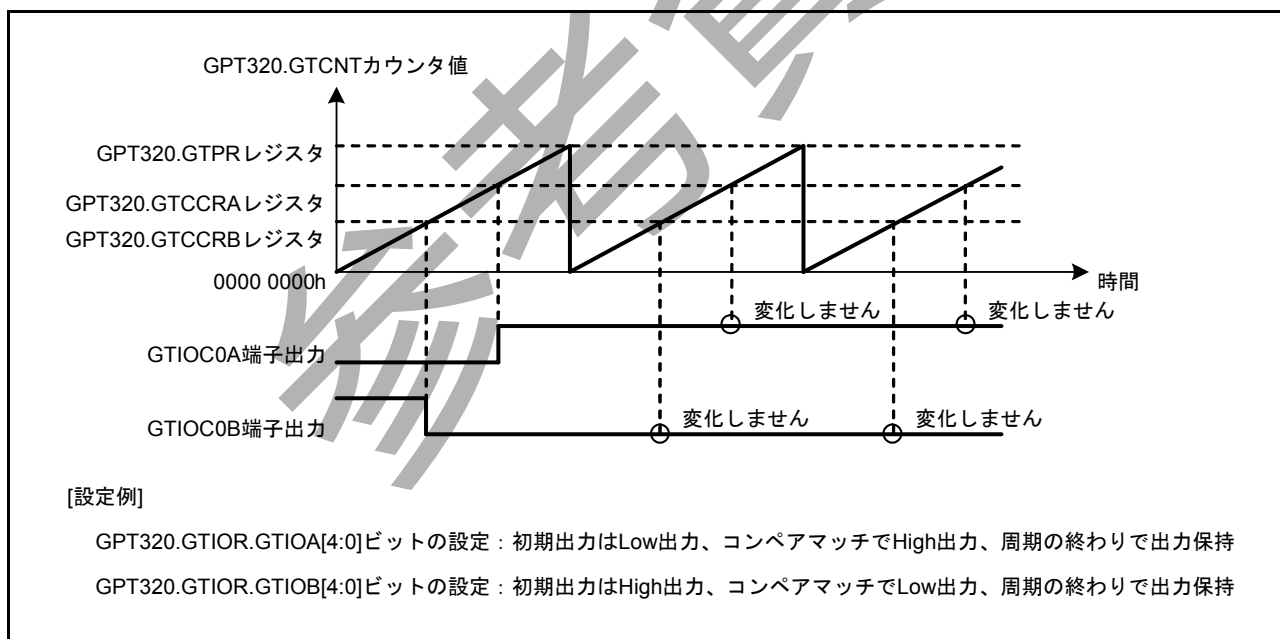 GPT320.GTCNTカウンタ値
GPT320.GTPRレジスタ
GPT320.GTCCRAレジスタ
GPT320.GTCCRBレジスタ
0000 0000h
時間
変化しません
変化しません
GTIOC0A端子出力
変化しません
変化しません
GTIOC0B端子出力
[設定例]
GPT320.GTIOR.GTIOA[4:0]ビットの設定：初期出力はLow出力、コンペアマッチでHigh出力、周期の終わりで出力保持
GPT320.GTIOR.GTIOB[4:0]ビットの設定：初期出力はHigh出力、コンペアマッチでLow出力、周期の終わりで出力保持
参考